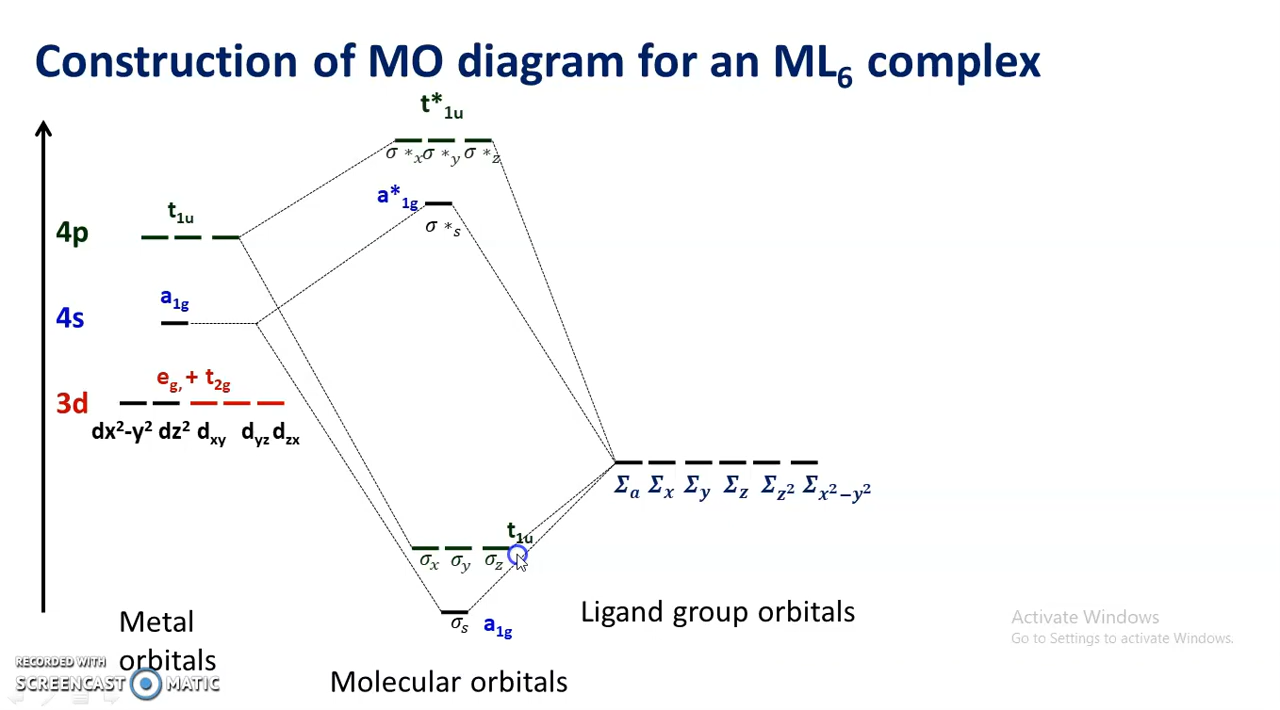 Construction of MO diagram for an ML₆ complex
t*₁ᵤ
σ *ₓ σ *ᵧ σ *z
a*₁g
σ *ₛ
t₁ᵤ
4p
a₁g
4s
eg, + t₂g
3d
dx²-y² dz² dxy dyz dzx
Σₐ Σₓ Σy Σz Σz² Σx²−y²
t₁ᵤ
σₓ σy σz
σₛ a₁g
Ligand group orbitals
Metal
orbitals
Molecular orbitals
Activate Windows
Go to Settings to activate Windows.
RECORDED WITH
SCREENCAST MATIC